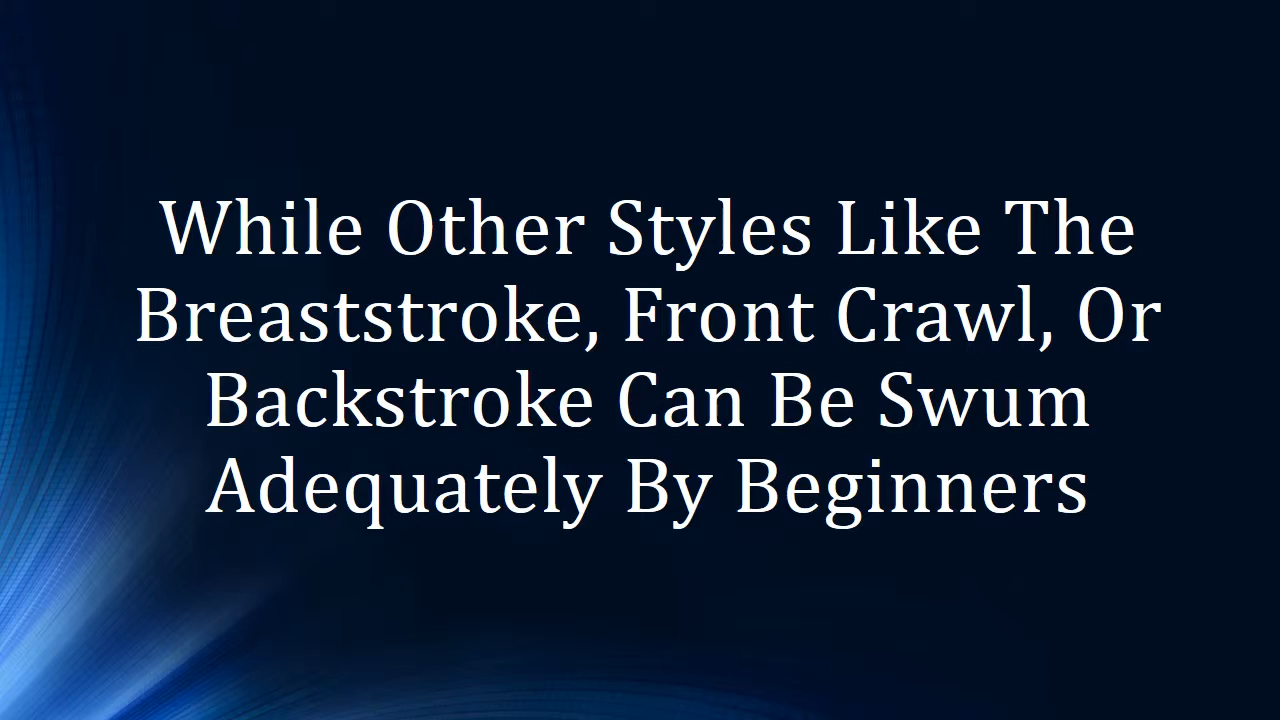 While Other Styles Like The
Breaststroke, Front Crawl, Or
Backstroke Can Be Swum
Adequately By Beginners